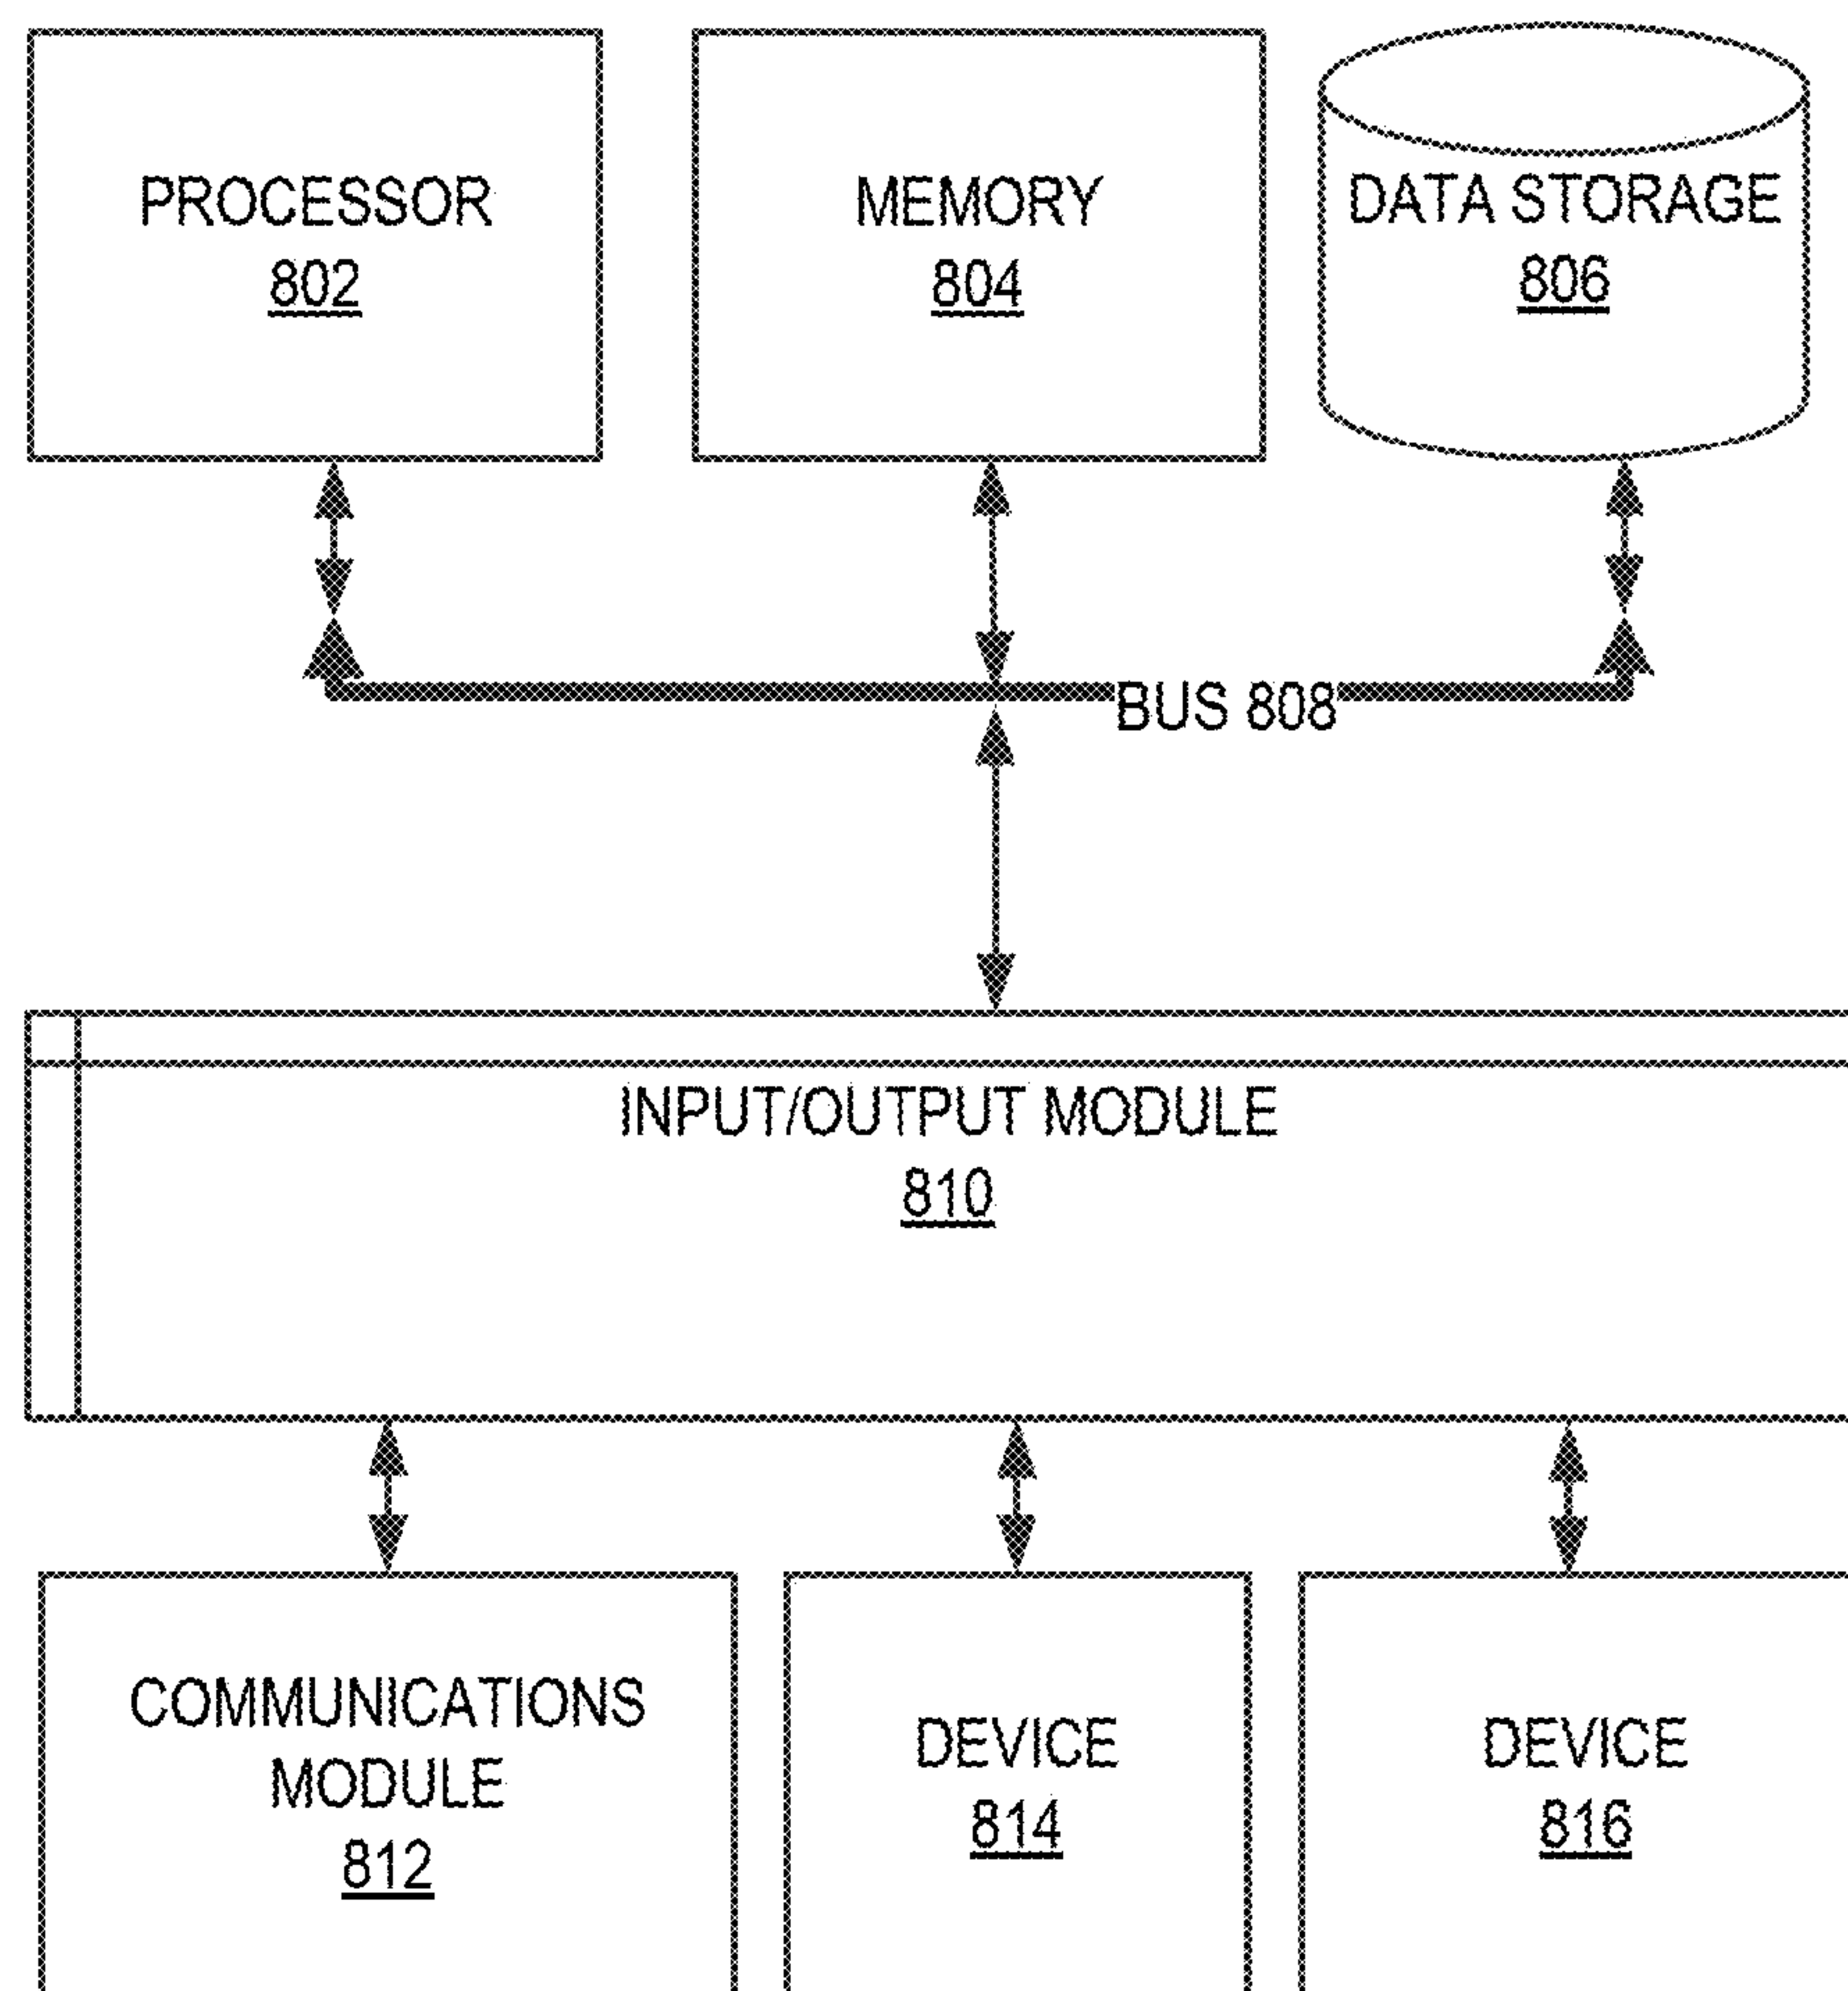 PROCESSOR
802
MEMORY
804
DATA STORAGE
806
BUS 808
INPUT/OUTPUT MODULE
810
COMMUNICATIONS
MODULE
812
DEVICE
814
DEVICE
816